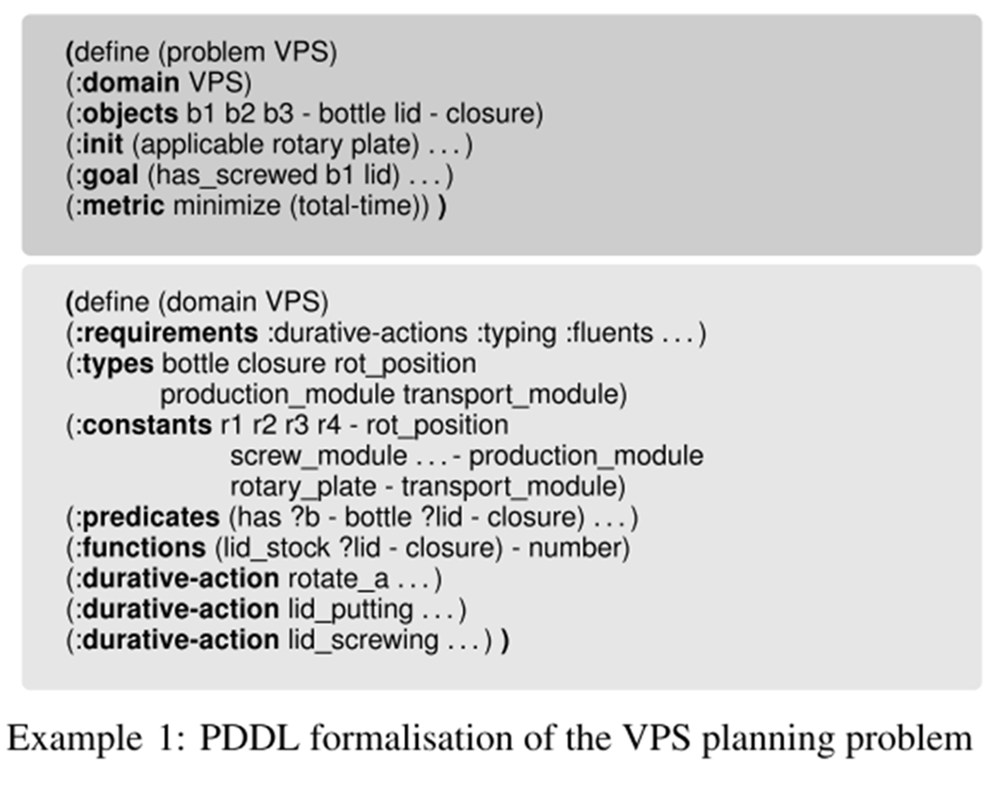 (define (problem VPS)
(:domain VPS)
(:objects b1 b2 b3 - bottle lid - closure)
(:init (applicable rotary plate) . . . )
(:goal (has_screwed b1 lid) . . . )
(:metric minimize (total-time)) )
(define (domain VPS)
(:requirements :durative-actions :typing :fluents . . . )
(:types bottle closure rot_position
production_module transport_module)
(:constants r1 r2 r3 r4 - rot_position
screw_module . . . - production_module
rotary_plate - transport_module)
(:predicates (has ?b - bottle ?lid - closure) . . . )
(:functions (lid_stock ?lid - closure) - number)
(:durative-action rotate_a . . . )
(:durative-action lid_putting . . . )
(:durative-action lid_screwing . . . ) )
Example 1: PDDL formalisation of the VPS planning problem